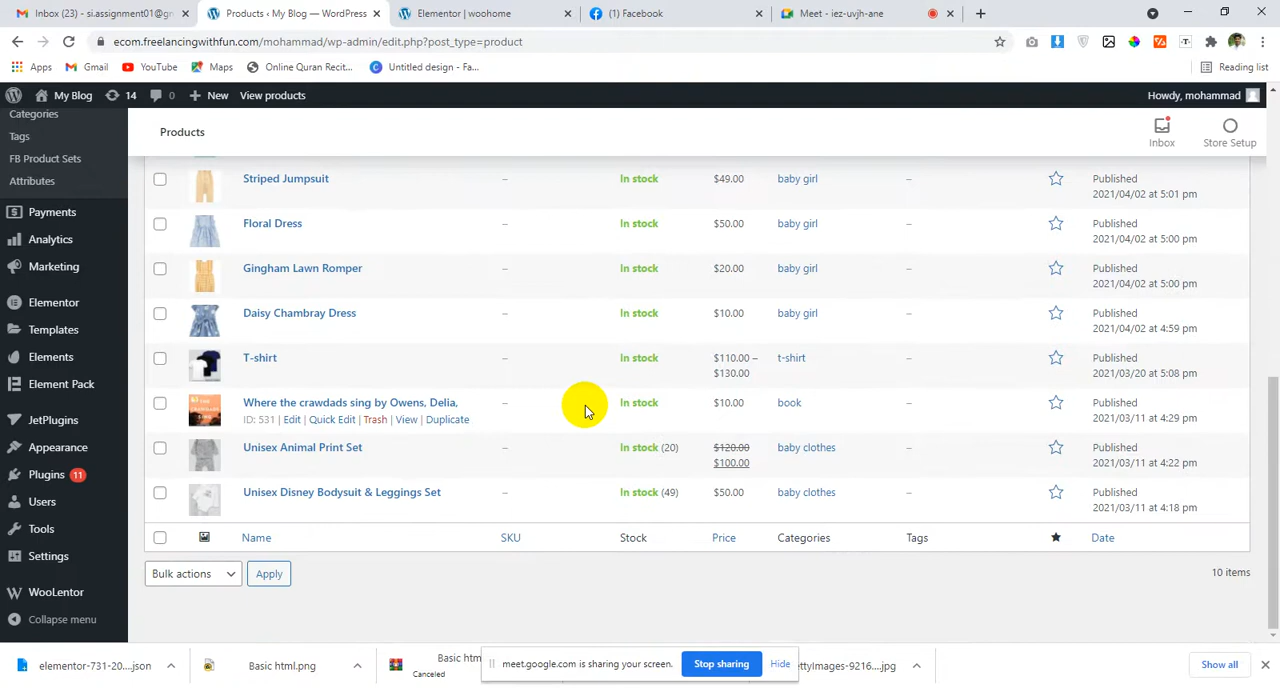 Inbox (23) - si.assignment01@gm
Products ‹ My Blog — WordPress
Elementor | woohome
(1) Facebook
Meet - iez-uvjh-ane
ecom.freelancingwithfun.com/mohammad/wp-admin/edit.php?post_type=product
Apps
Gmail
YouTube
Maps
Online Quran Recit...
Untitled design - Fa...
Reading list
My Blog
14
0
New
View products
Howdy, mohammad
Categories
Tags
FB Product Sets
Attributes
Payments
Analytics
Marketing
Elementor
Templates
Elements
Element Pack
JetPlugins
Appearance
Plugins 11
Users
Tools
Settings
WooLentor
Collapse menu
Products
Inbox
Store Setup
Striped Jumpsuit – In stock $49.00 baby girl – Published
2021/04/02 at 5:01 pm
Floral Dress – In stock $50.00 baby girl – Published
2021/04/02 at 5:00 pm
Gingham Lawn Romper – In stock $20.00 baby girl – Published
2021/04/02 at 5:00 pm
Daisy Chambray Dress – In stock $10.00 baby girl – Published
2021/04/02 at 4:59 pm
T-shirt – In stock $110.00 – t-shirt – Published
$130.00 2021/03/20 at 5:08 pm
Where the crawdads sing by Owens, Delia, – In stock $10.00 book – Published
ID: 531 | Edit | Quick Edit | Trash | View | Duplicate 2021/03/11 at 4:29 pm
Unisex Animal Print Set – In stock (20) $120.00 baby clothes – Published
$100.00 2021/03/11 at 4:22 pm
Unisex Disney Bodysuit & Leggings Set – In stock (49) $50.00 baby clothes – Published
2021/03/11 at 4:18 pm
Name SKU Stock Price Categories Tags Date
Bulk actions
Apply
10 items
elementor-731-20....json
Basic html.png
Basic htm
Canceled
meet.google.com is sharing your screen.
Stop sharing
Hide
ettyImages-9216....jpg
Show all